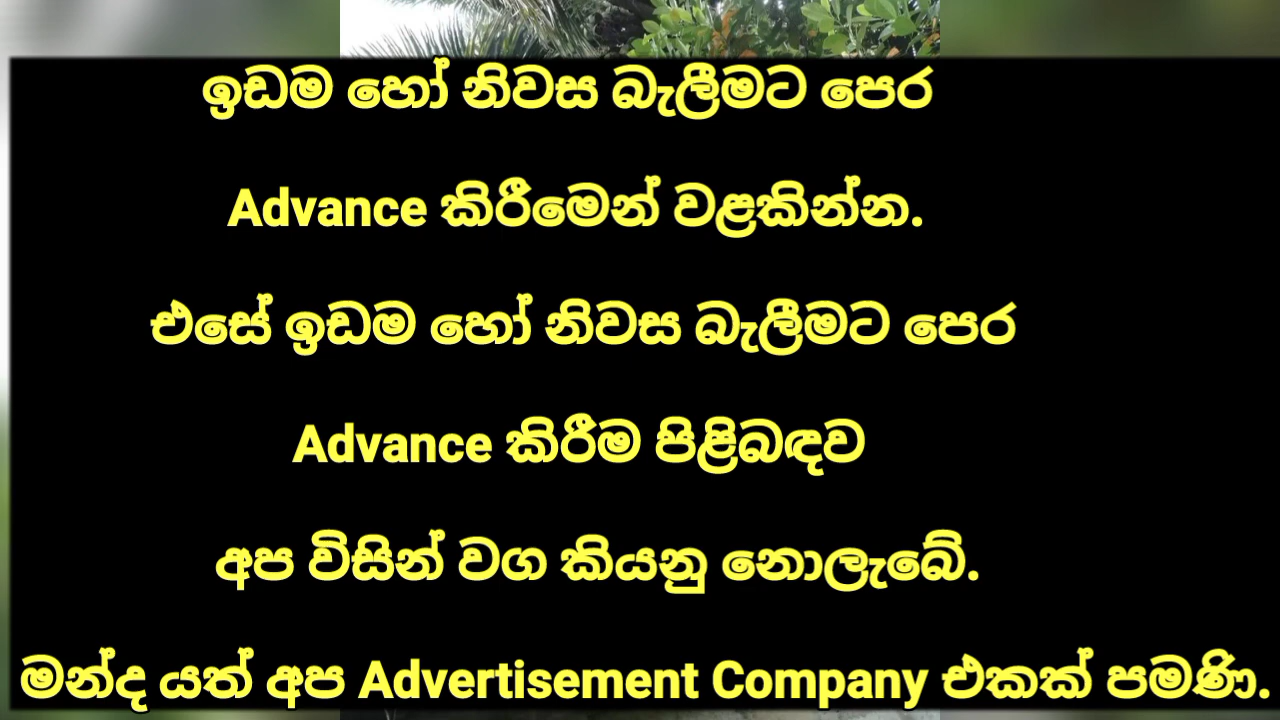 ඉඩම හෝ නිවස බැලීමට පෙර
Advance කිරීමෙන් වළකින්න.
එසේ ඉඩම හෝ නිවස බැලීමට පෙර
Advance කිරීම පිළිබඳව
අප විසින් වග කියනු නොලැබේ.
මන්ද යත් අප Advertisement Company එකක් පමණි.